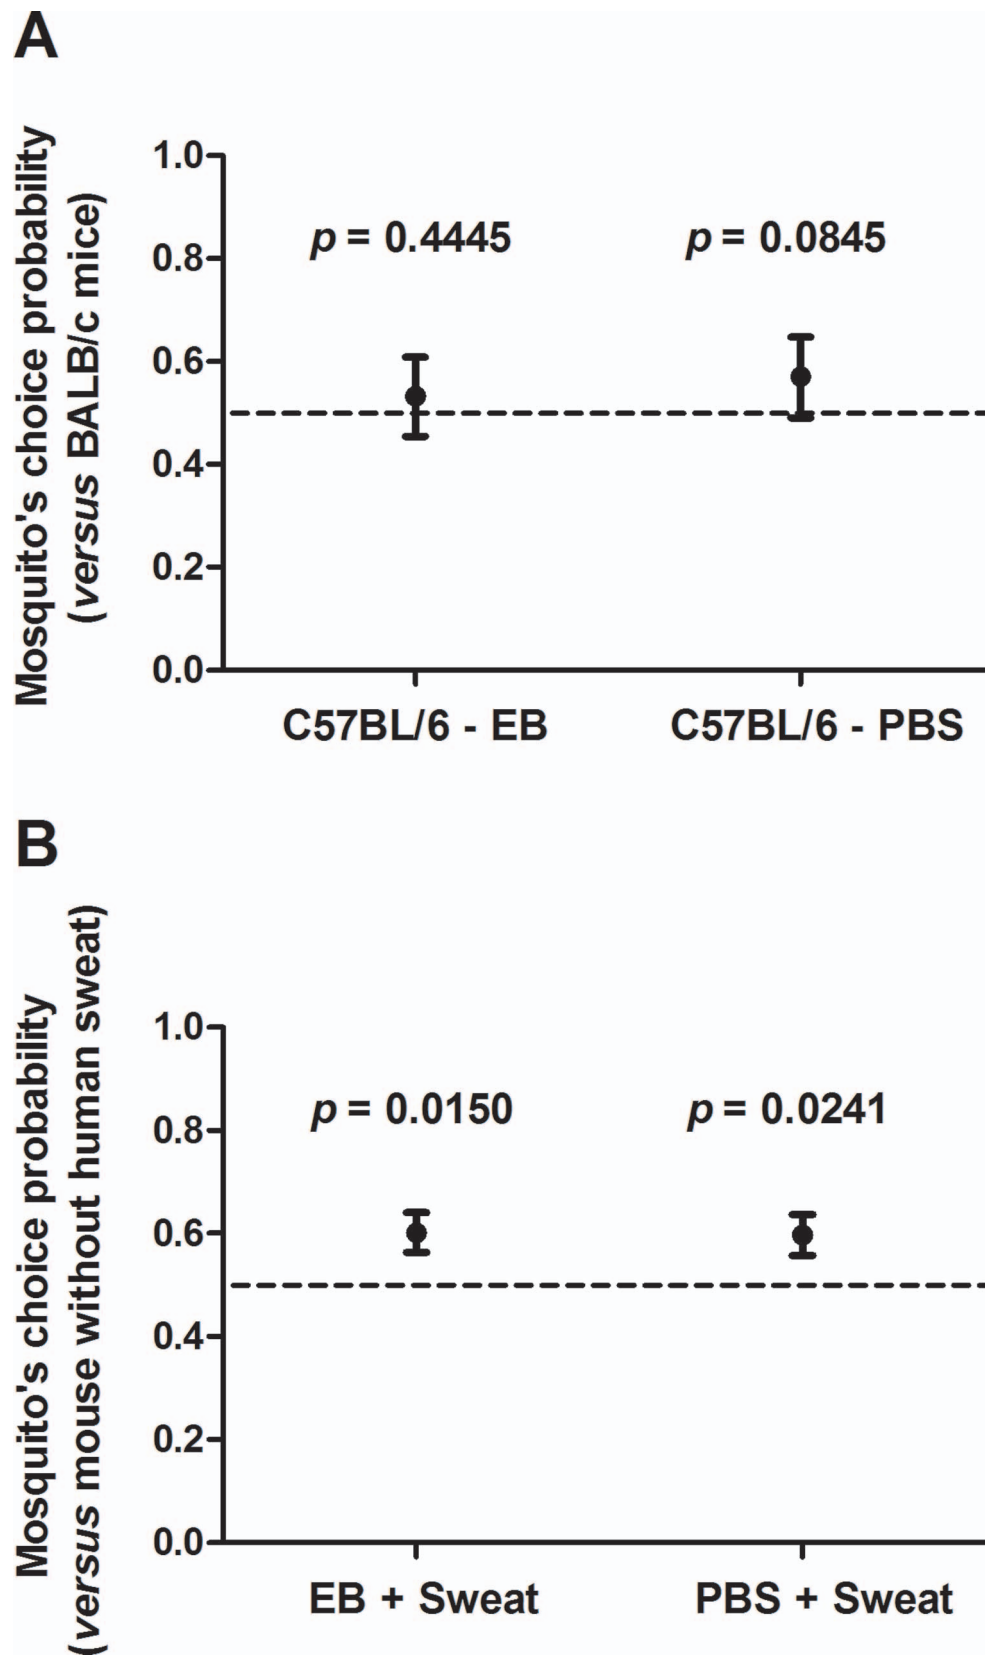 A
Mosquito's choice probability
(versus BALB/c mice)
1.0
0.8
0.6
0.4
0.2
0.0
p = 0.4445
p = 0.0845
C57BL/6 - EB
C57BL/6 - PBS
B
Mosquito's choice probability
(versus mouse without human sweat)
1.0
0.8
0.6
0.4
0.2
0.0
p = 0.0150
p = 0.0241
EB + Sweat
PBS + Sweat